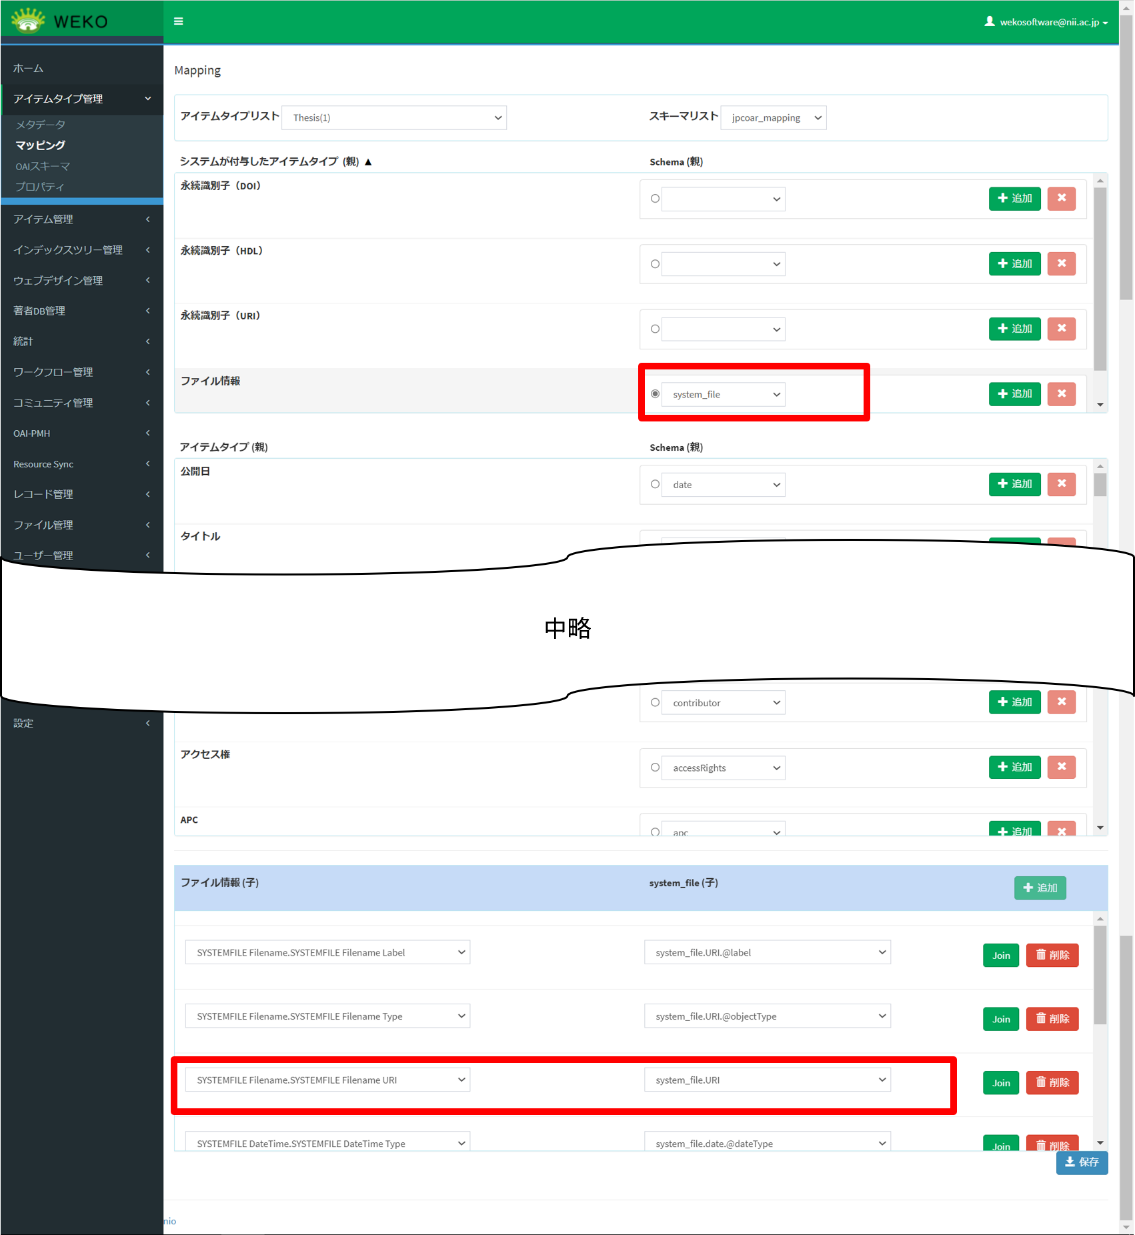 WEKO
wekosoftware@nii.ac.jp
ホーム
アイテムタイプ管理
メタデータ
マッピング
OAIスキーマ
プロパティ
アイテム管理
インデックスツリー管理
ウェブデザイン管理
著者DB管理
統計
ワークフロー管理
コミュニティ管理
OAI-PMH
Resource Sync
レコード管理
ファイル管理
ユーザー管理
設定
Mapping
アイテムタイプリスト Thesis(1) スキーマリスト jpcoar_mapping
システムが付与したアイテムタイプ (親) ▲ Schema (親)
永続識別子（DOI） 追加
永続識別子（HDL） 追加
永続識別子（URI） 追加
ファイル情報 system_file 追加
アイテムタイプ (親) Schema (親)
公開日 date 追加
タイトル
中略
contributor 追加
アクセス権 accessRights 追加
APC apc 追加
ファイル情報 (子) system_file (子) 追加
SYSTEMFILE Filename.SYSTEMFILE Filename Label system_file.URI.@label Join 削除
SYSTEMFILE Filename.SYSTEMFILE Filename Type system_file.URI.@objectType Join 削除
SYSTEMFILE Filename.SYSTEMFILE Filename URI system_file.URI Join 削除
SYSTEMFILE DateTime.SYSTEMFILE DateTime Type system_file.date.@dateType Join 削除
保存
nio